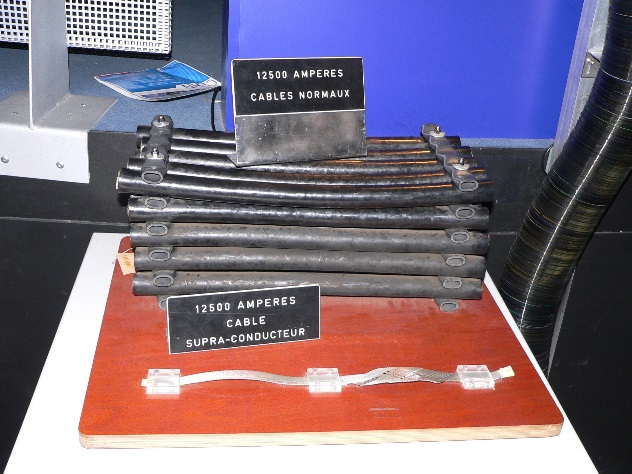 12500 AMPERES
CABLES NORMAUX
12500 AMPERES
CABLE
SUPRA-CONDUCTEUR